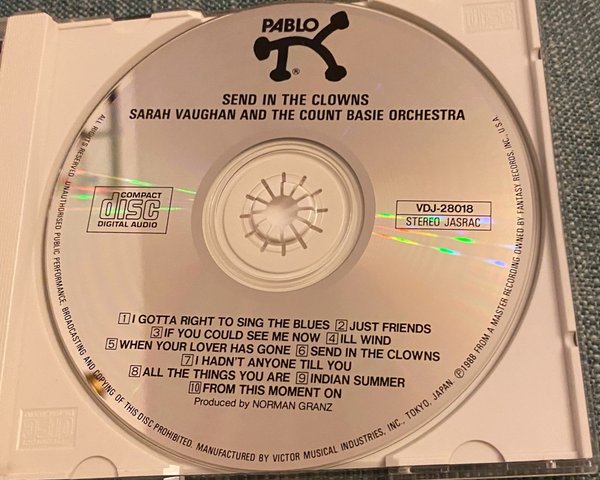 PABLO
®
SEND IN THE CLOWNS
SARAH VAUGHAN AND THE COUNT BASIE ORCHESTRA
COMPACT
disc
DIGITAL AUDIO
VDJ-28018
STEREO JASRAC
1 I GOTTA RIGHT TO SING THE BLUES 2 JUST FRIENDS
3 IF YOU COULD SEE ME NOW 4 ILL WIND
5 WHEN YOUR LOVER HAS GONE 6 SEND IN THE CLOWNS
7 I HADN'T ANYONE TILL YOU
8 ALL THE THINGS YOU ARE 9 INDIAN SUMMER
10 FROM THIS MOMENT ON
Produced by NORMAN GRANZ
ALL RIGHTS RESERVED. UNAUTHORISED PUBLIC PERFORMANCE, BROADCASTING AND COPYING OF THIS DISC PROHIBITED. MANUFACTURED BY VICTOR MUSICAL INDUSTRIES, INC., TOKYO, JAPAN. ℗1988 FROM A MASTER RECORDING OWNED BY FANTASY RECORDS, INC., U.S.A.